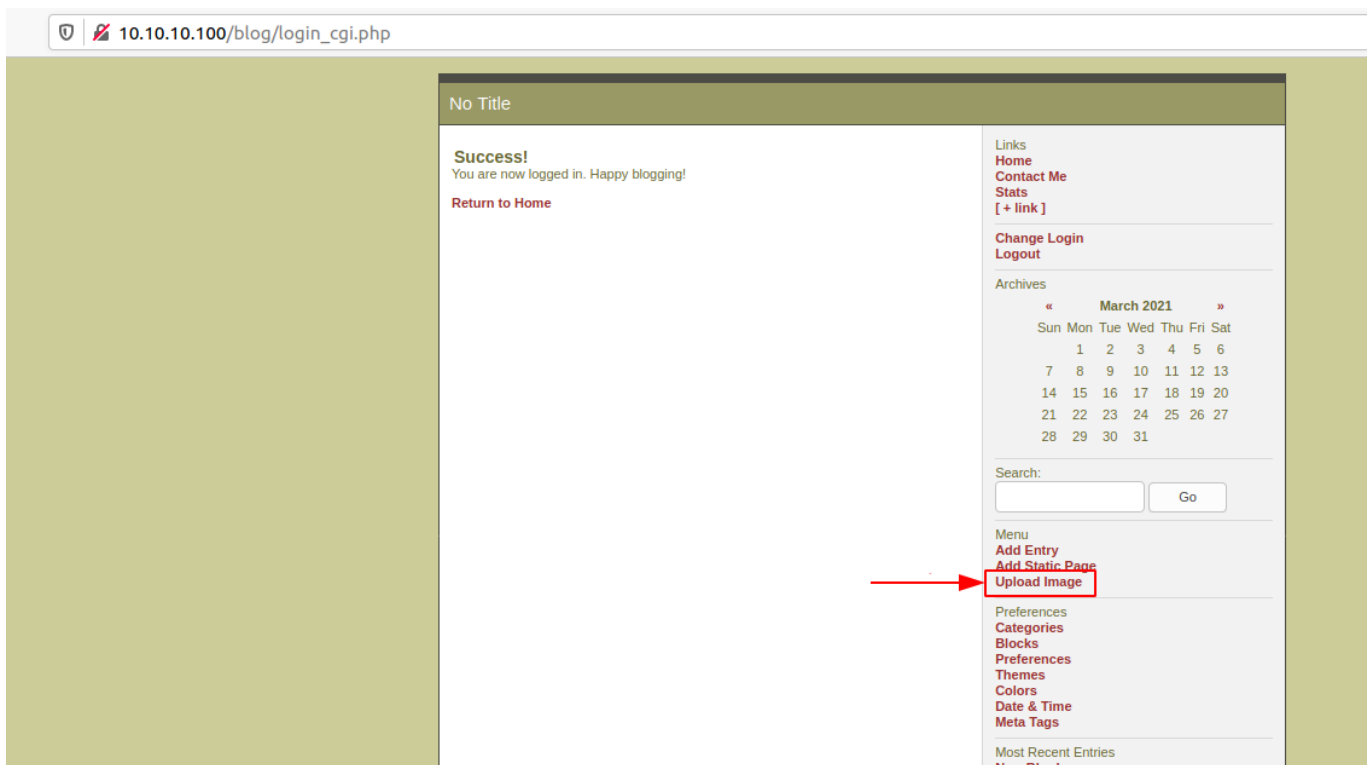 10.10.10.100/blog/login_cgi.php
No Title
Success!
You are now logged in. Happy blogging!
Return to Home
Links
Home
Contact Me
Stats
[ + link ]
Change Login
Logout
Archives
« March 2021 »
Sun Mon Tue Wed Thu Fri Sat
1 2 3 4 5 6
7 8 9 10 11 12 13
14 15 16 17 18 19 20
21 22 23 24 25 26 27
28 29 30 31
Search:
Go
Menu
Add Entry
Add Static Page
Upload Image
Preferences
Categories
Blocks
Preferences
Themes
Colors
Date & Time
Meta Tags
Most Recent Entries